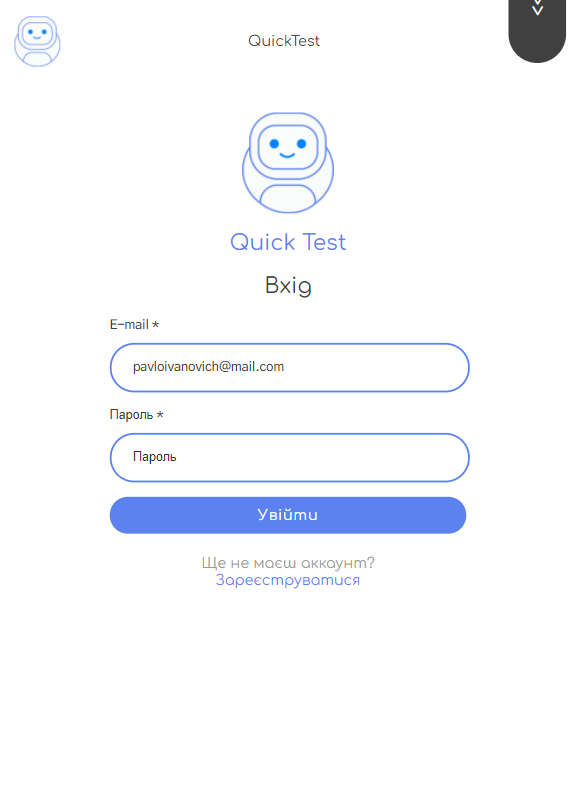 QuickTest
Quick Test
Вхід
E-mail *
pavloivanovich@mail.com
Пароль *
Пароль
Увійти
Ще не маєш аккаунт?
Зареєструватися